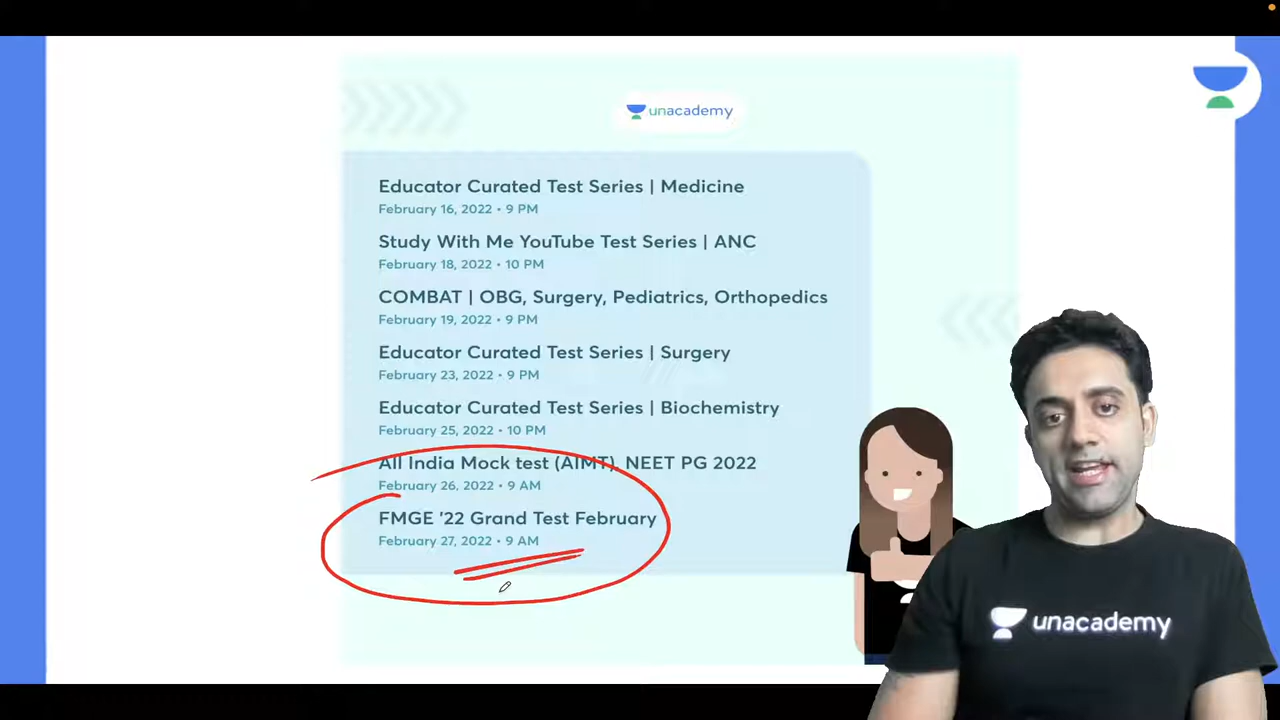 unacademy
Educator Curated Test Series | Medicine
February 16, 2022 • 9 PM
Study With Me YouTube Test Series | ANC
February 18, 2022 • 10 PM
COMBAT | OBG, Surgery, Pediatrics, Orthopedics
February 19, 2022 • 9 PM
Educator Curated Test Series | Surgery
February 23, 2022 • 9 PM
Educator Curated Test Series | Biochemistry
February 25, 2022 • 10 PM
All India Mock test (AIMT), NEET PG 2022
February 26, 2022 • 9 AM
FMGE '22 Grand Test February
February 27, 2022 • 9 AM
unacademy